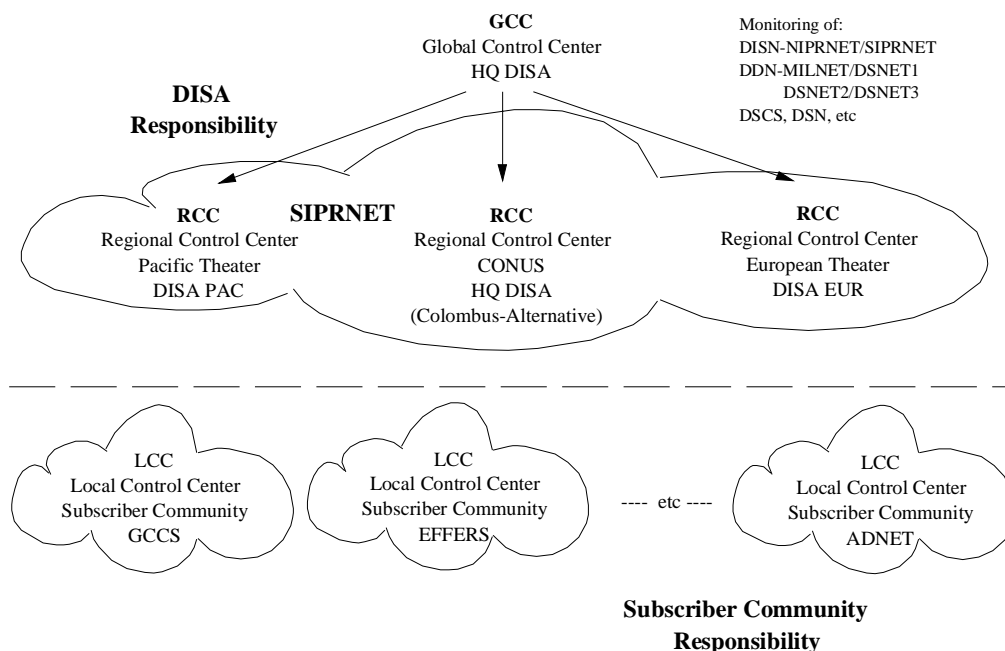 GCC
Global Control Center
HQ DISA
Monitoring of:
DISN-NIPRNET/SIPRNET
DDN-MILNET/DSNET1
DSNET2/DSNET3
DSCS, DSN, etc
DISA
Responsibility
SIPRNET
RCC
Regional Control Center
Pacific Theater
DISA PAC
RCC
Regional Control Center
CONUS
HQ DISA
(Colombus-Alternative)
RCC
Regional Control Center
European Theater
DISA EUR
LCC
Local Control Center
Subscriber Community
GCCS
LCC
Local Control Center
Subscriber Community
EFFERS
---- etc ----
LCC
Local Control Center
Subscriber Community
ADNET
Subscriber Community
Responsibility